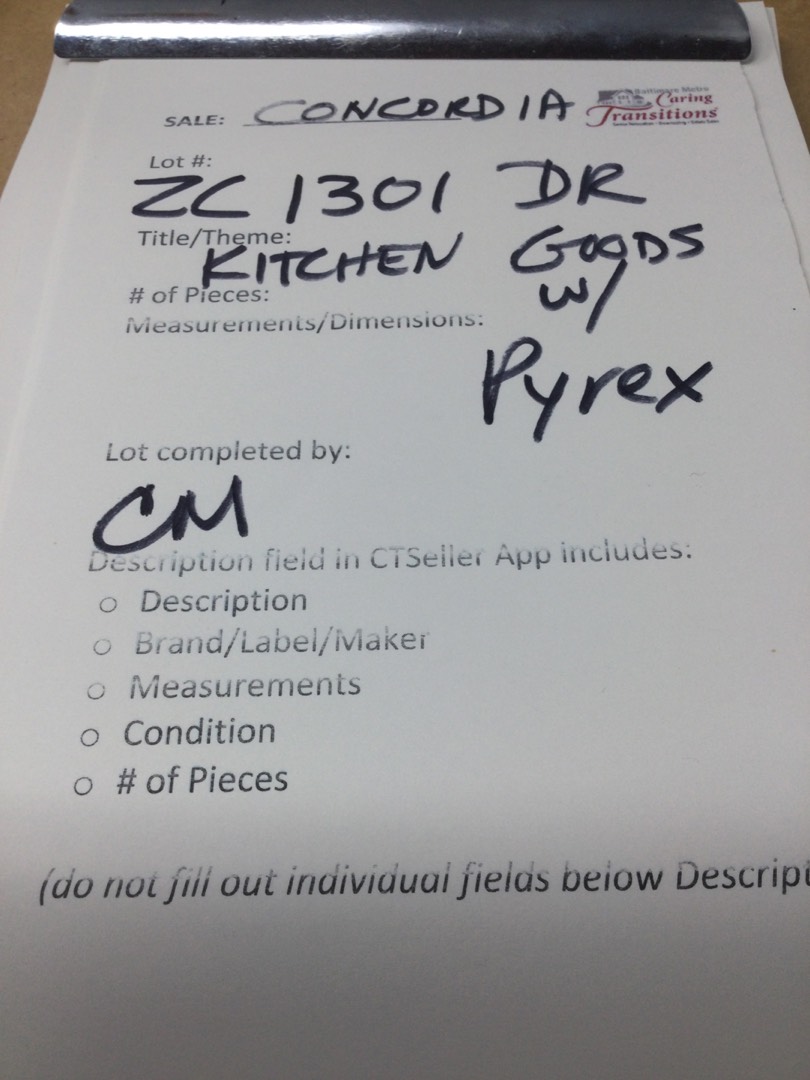 SALE: CONCORDIA
Baltimore Metro
Caring
Transitions
Lot #:
ZC 1301 DR
Title/Theme:
KITCHEN GOODS
# of Pieces:
w/
Measurements/Dimensions:
Pyrex
Lot completed by:
CM
Description field in CTSeller App includes:
○ Description
○ Brand/Label/Maker
○ Measurements
○ Condition
○ # of Pieces
(do not fill out individual fields below Descript